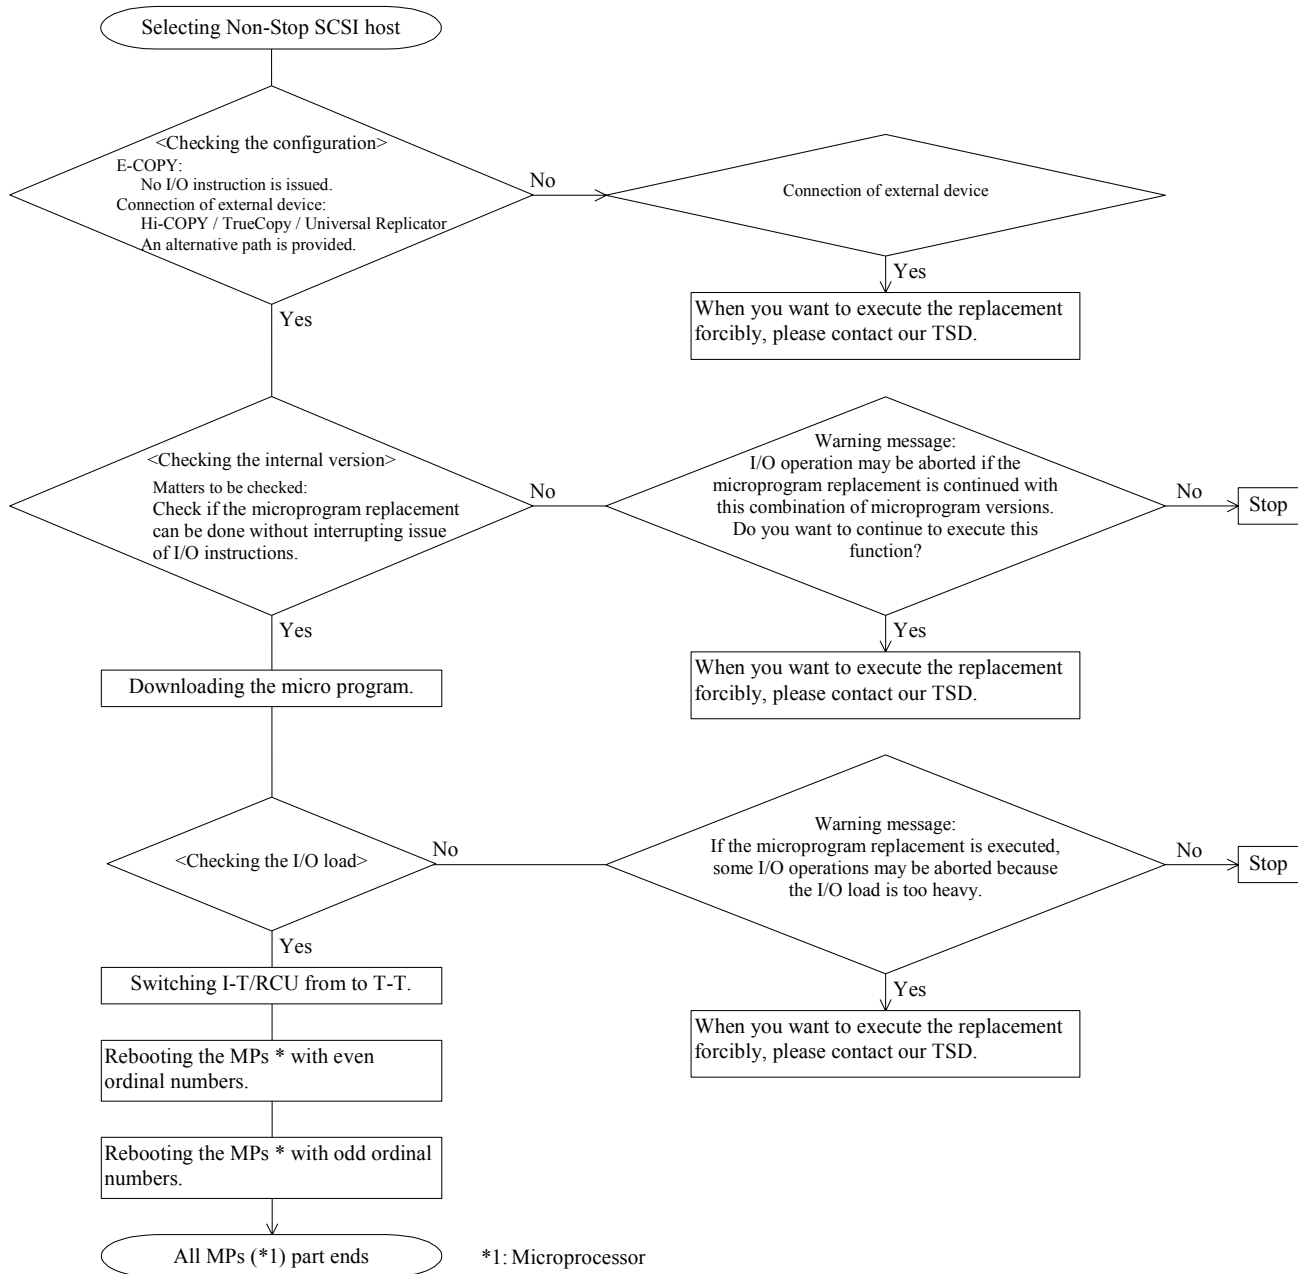 Selecting Non-Stop SCSI host
<Checking the configuration>
E-COPY:
No I/O instruction is issued.
Connection of external device:
Hi-COPY / TrueCopy / Universal Replicator
An alternative path is provided.
No
Connection of external device
Yes
When you want to execute the replacement
forcibly, please contact our TSD.
Yes
<Checking the internal version>
Matters to be checked:
Check if the microprogram replacement
can be done without interrupting issue
of I/O instructions.
No
Warning message:
I/O operation may be aborted if the
microprogram replacement is continued with
this combination of microprogram versions.
Do you want to continue to execute this
function?
No
Stop
Yes
When you want to execute the replacement
forcibly, please contact our TSD.
Yes
Downloading the micro program.
<Checking the I/O load>
No
Warning message:
If the microprogram replacement is executed,
some I/O operations may be aborted because
the I/O load is too heavy.
No
Stop
Yes
When you want to execute the replacement
forcibly, please contact our TSD.
Yes
Switching I-T/RCU from to T-T.
Rebooting the MPs * with even
ordinal numbers.
Rebooting the MPs * with odd ordinal
numbers.
All MPs (*1) part ends
*1: Microprocessor